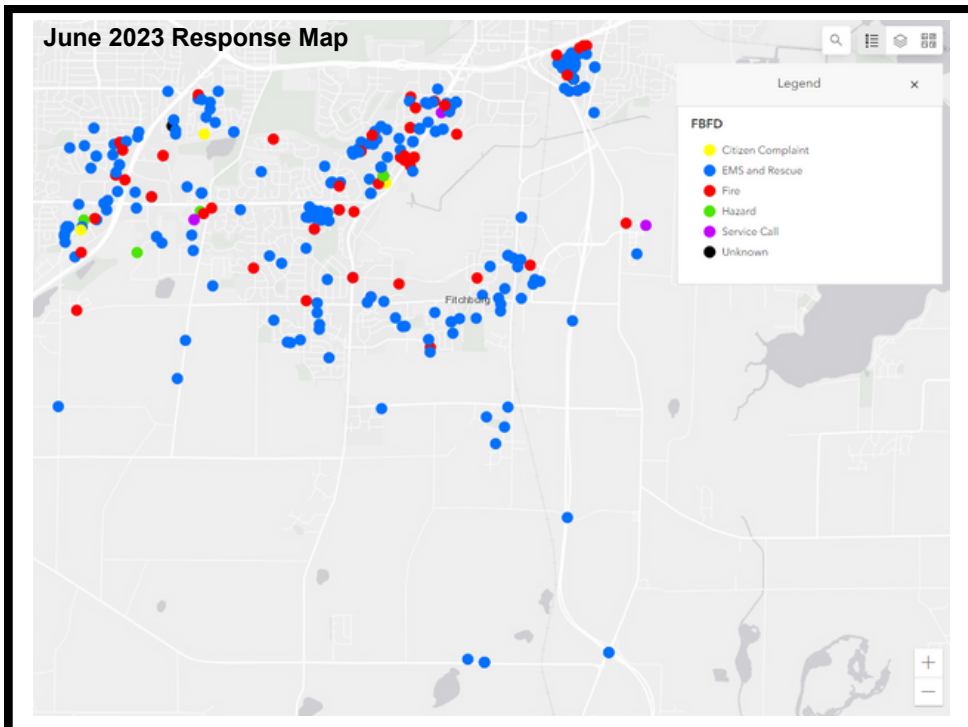 June 2023 Response Map
Legend
×
FBFD
Citizen Complaint
EMS and Rescue
Fire
Hazard
Service Call
Unknown
Fitchburg
+
−